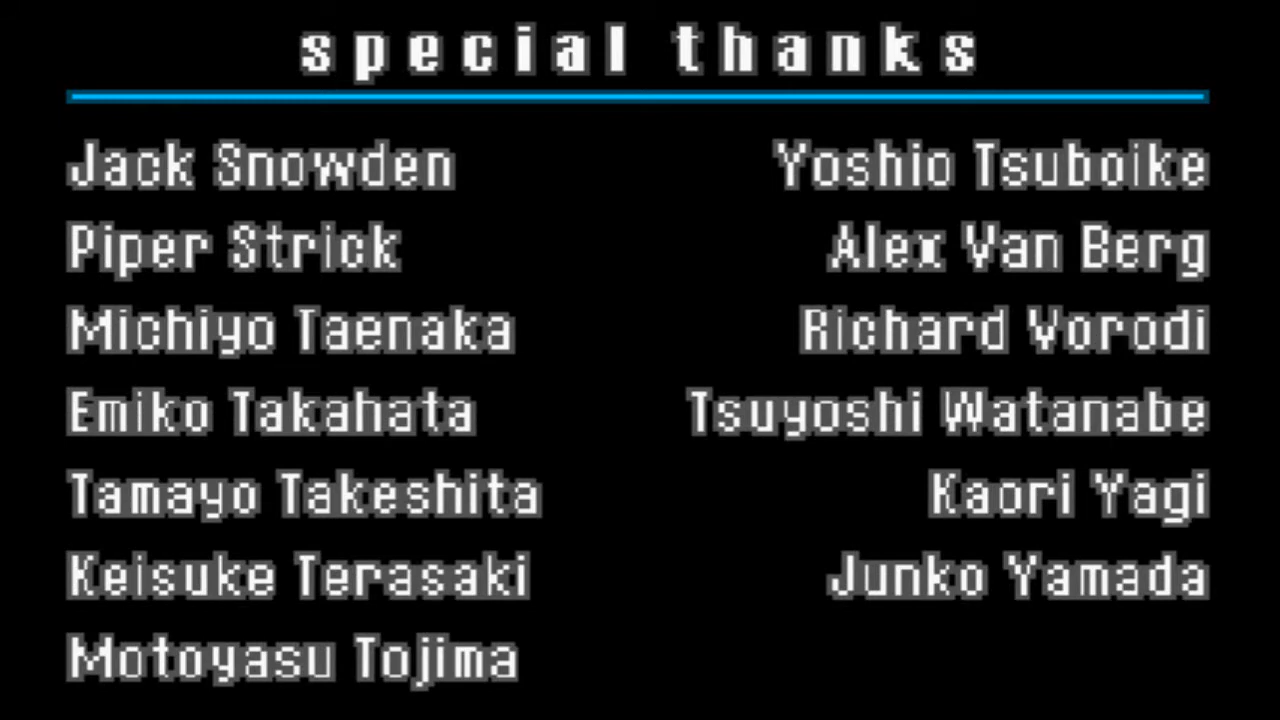 special thanks
Jack Snowden
Piper Strick
Michiyo Taenaka
Emiko Takahata
Tamayo Takeshita
Keisuke Terasaki
Motoyasu Tojima
Yoshio Tsuboike
Alex Van Berg
Richard Vorodi
Tsuyoshi Watanabe
Kaori Yagi
Junko Yamada